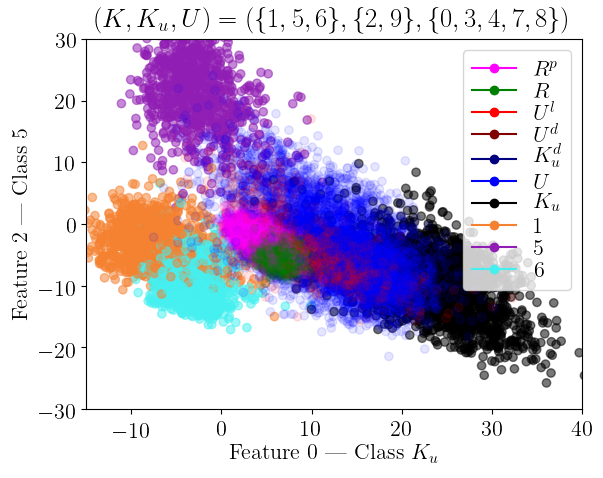 (K, K_u, U) = ({1, 5, 6}, {2, 9}, {0, 3, 4, 7, 8})
30
20
10
0
−10
−20
−30
Feature 2 — Class 5
R^p
R
U^l
U^d
K_u^d
U
K_u
1
5
6
−10
0
10
20
30
40
Feature 0 — Class K_u